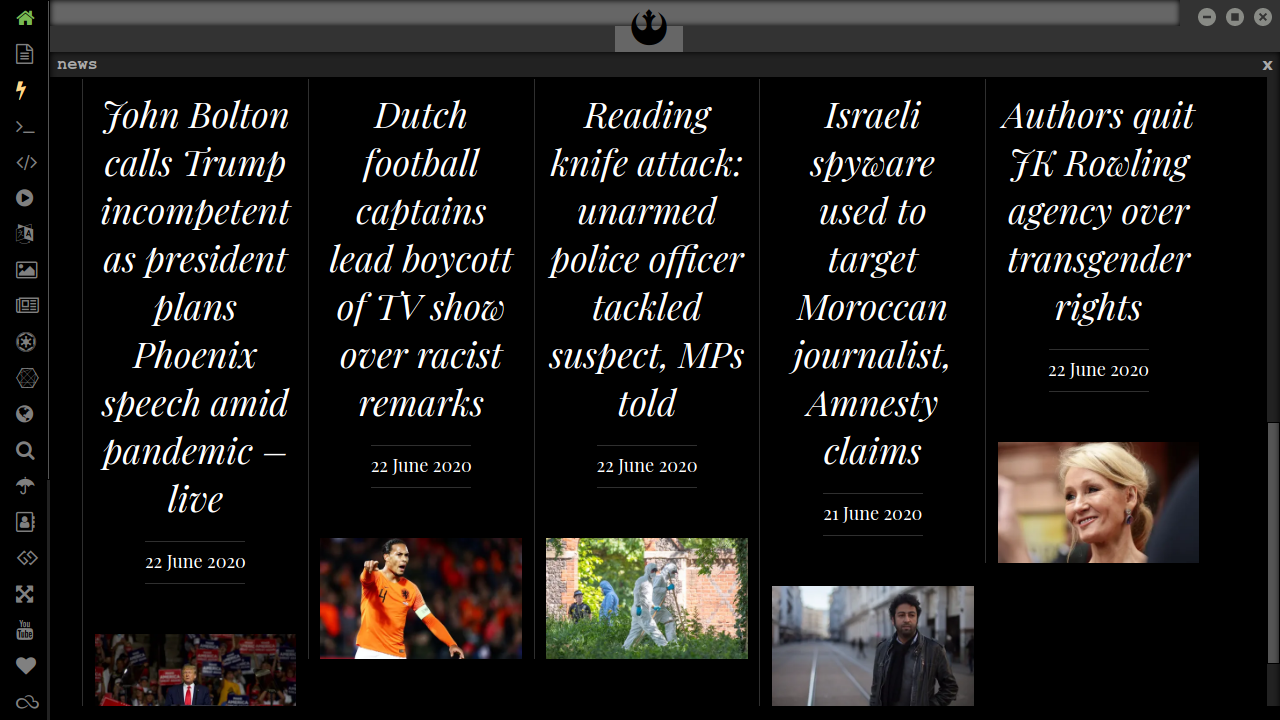 news
x
John Bolton
calls Trump
incompetent
as president
plans
Phoenix
speech amid
pandemic –
live
22 June 2020
Dutch
football
captains
lead boycott
of TV show
over racist
remarks
22 June 2020
Reading
knife attack:
unarmed
police officer
tackled
suspect, MPs
told
22 June 2020
Israeli
spyware
used to
target
Moroccan
journalist,
Amnesty
claims
21 June 2020
Authors quit
JK Rowling
agency over
transgender
rights
22 June 2020
You
Tube
4